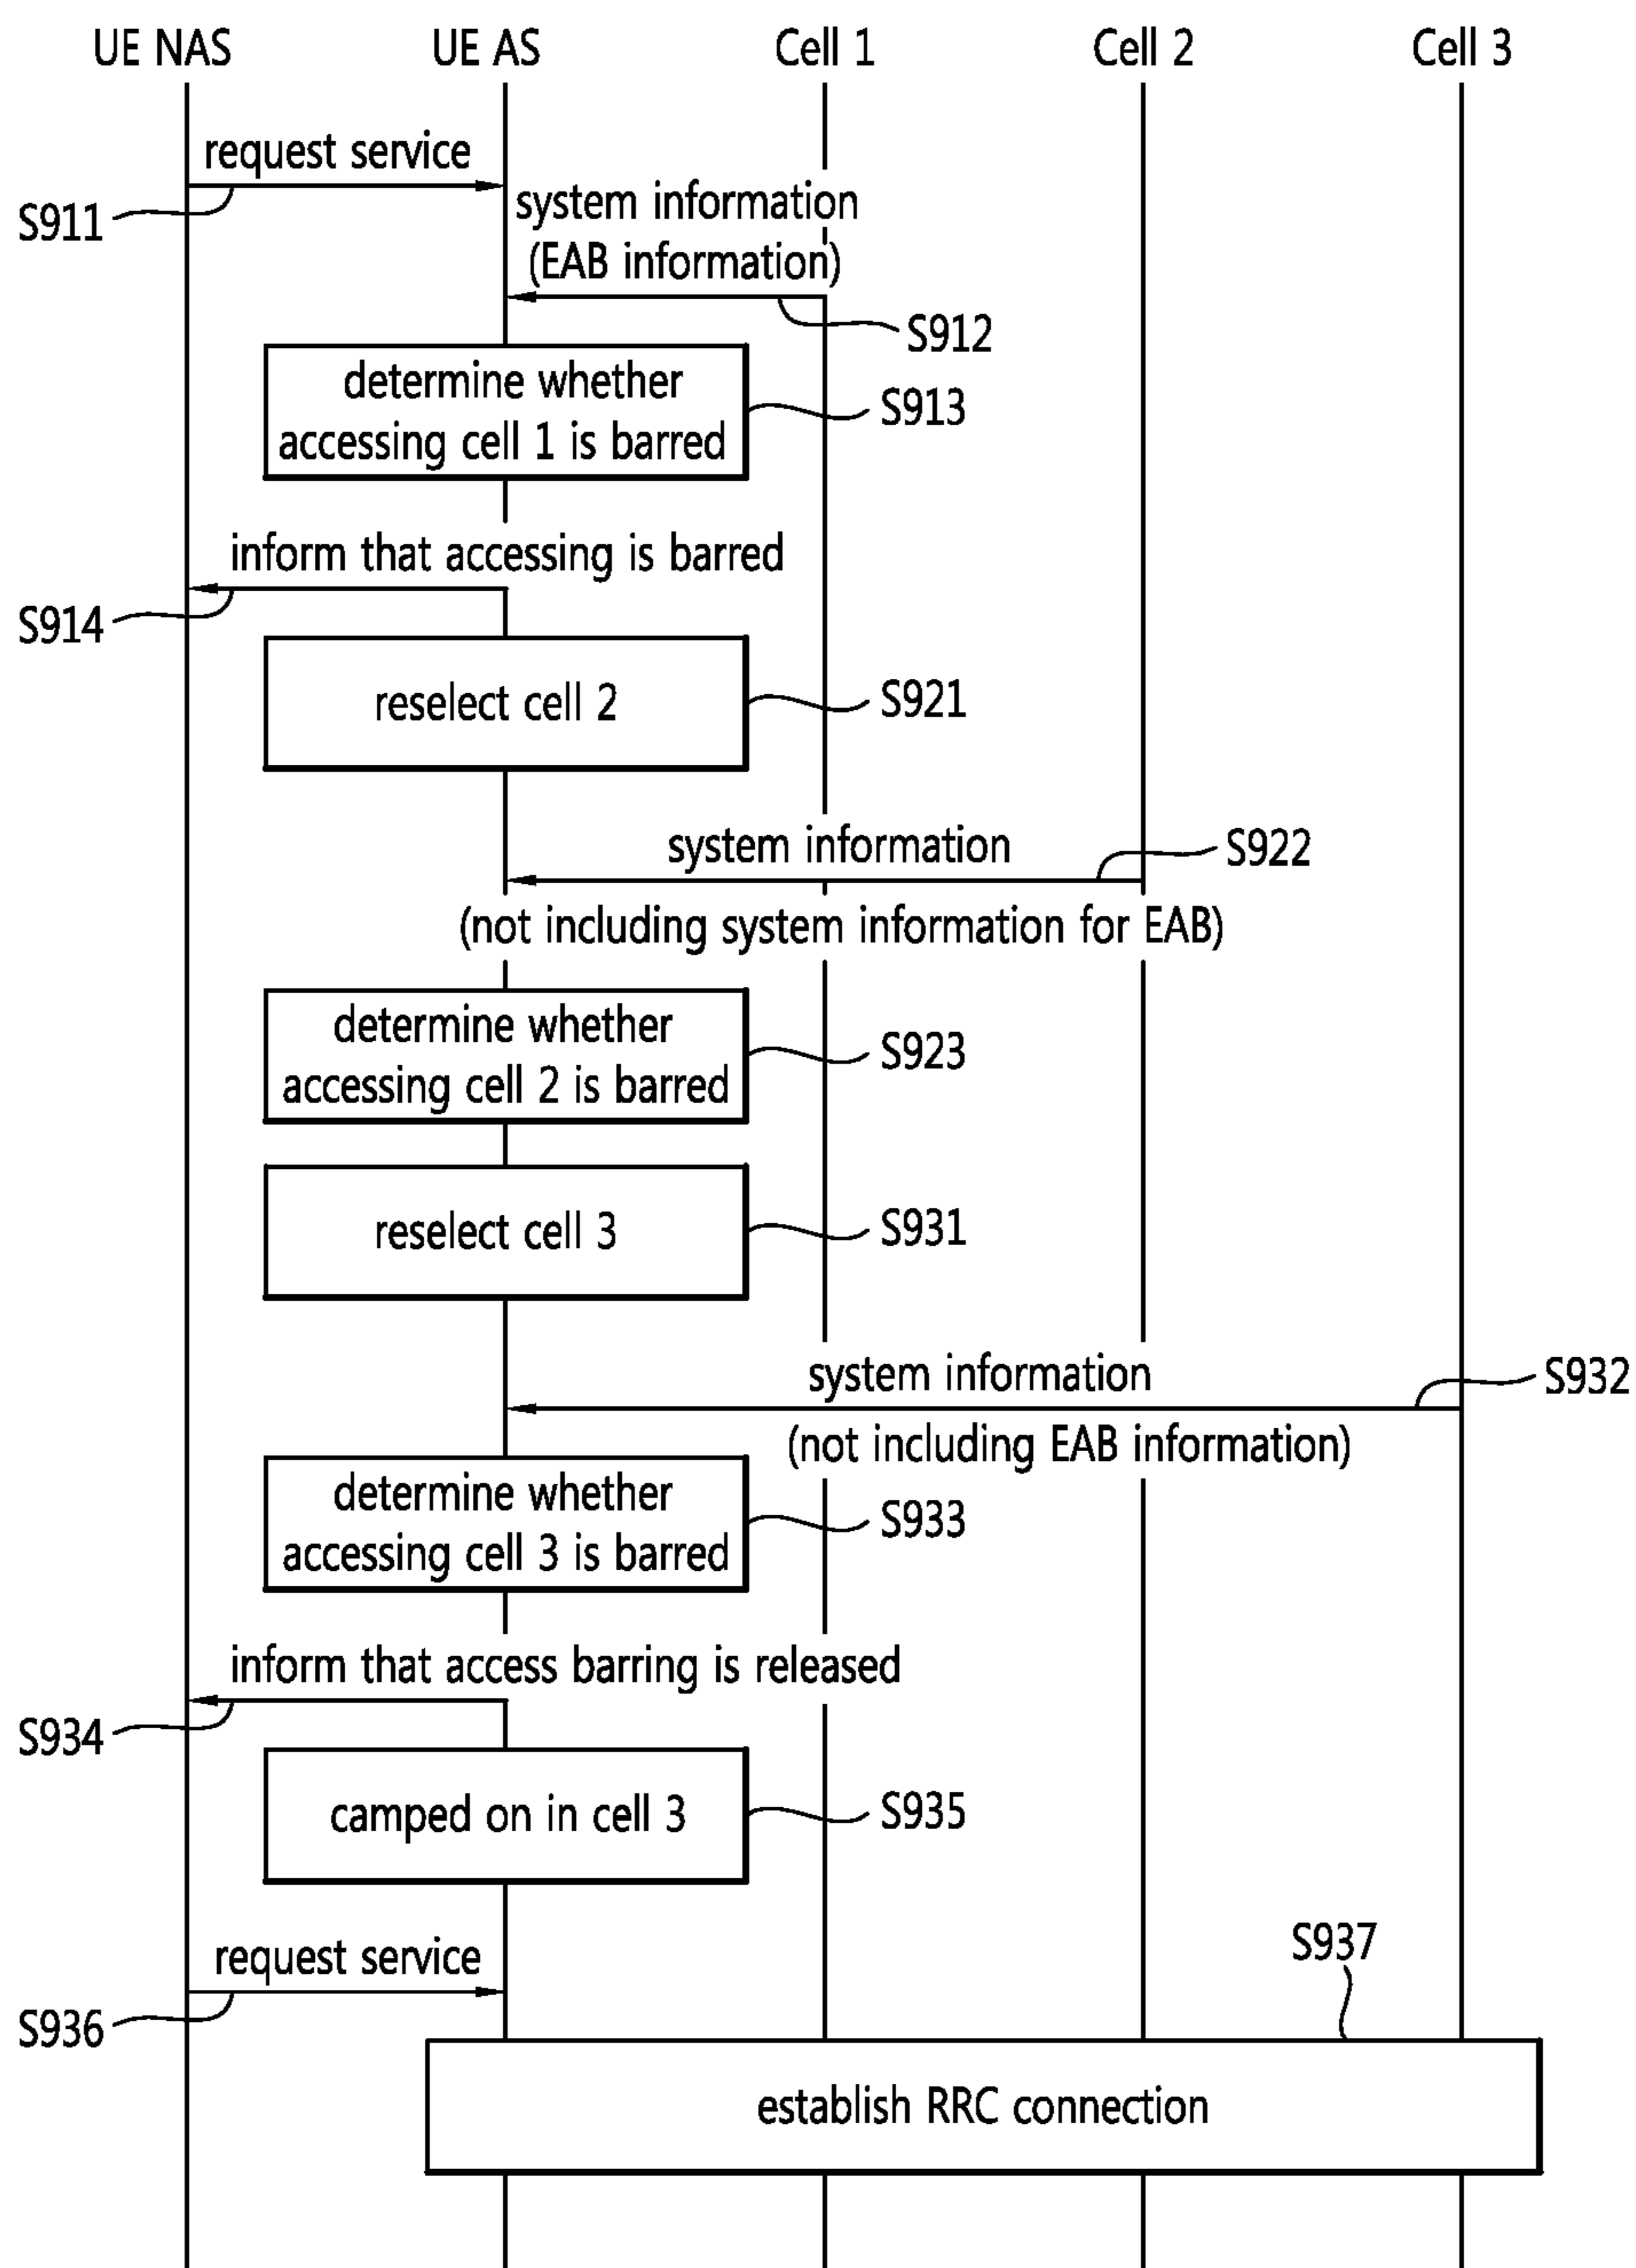 UE NAS
UE AS
Cell 1
Cell 2
Cell 3
request service
S911
system information
(EAB information)
S912
determine whether
accessing cell 1 is barred
S913
inform that accessing is barred
S914
reselect cell 2
S921
system information
S922
(not including system information for EAB)
determine whether
accessing cell 2 is barred
S923
reselect cell 3
S931
system information
S932
(not including EAB information)
determine whether
accessing cell 3 is barred
S933
inform that access barring is released
S934
camped on in cell 3
S935
request service
S936
S937
establish RRC connection